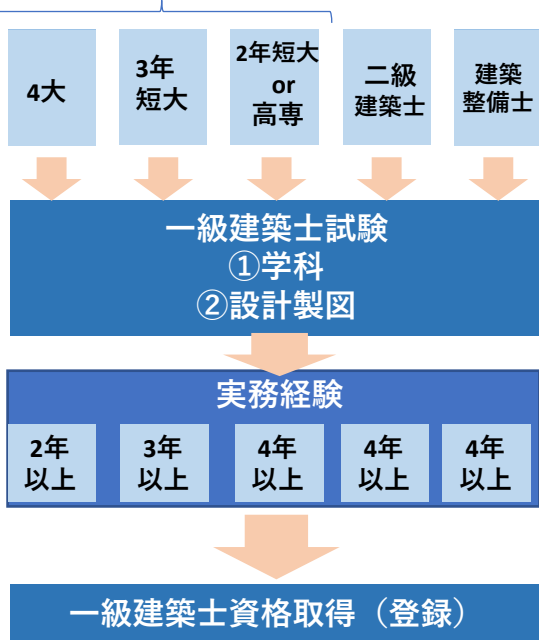 4大
3年
短大
2年短大
or
高専
二級
建築士
建築
整備士
一級建築士試験
①学科
②設計製図
実務経験
2年
以上
3年
以上
4年
以上
4年
以上
4年
以上
一級建築士資格取得（登録）